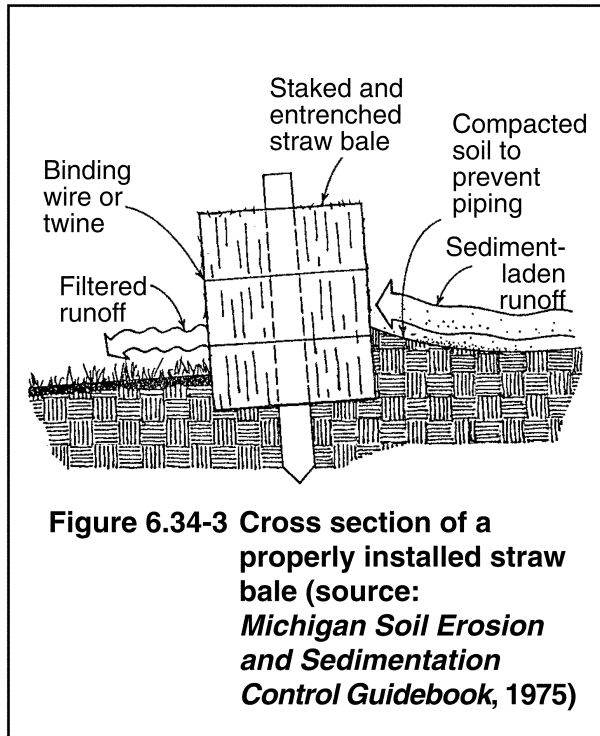 Staked and
entrenched
straw bale
Compacted
soil to
prevent
piping
Binding
wire or
twine
Sediment-
laden
runoff
Filtered
runoff
Figure 6.34-3 Cross section of a
properly installed straw
bale (source:
Michigan Soil Erosion
and Sedimentation
Control Guidebook, 1975)